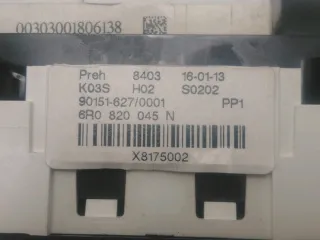 00303001806138
Preh 8403 16-01-13
K03S H02 S0202
90151-627/0001 PP1
6R0 820 045 N
X8175002